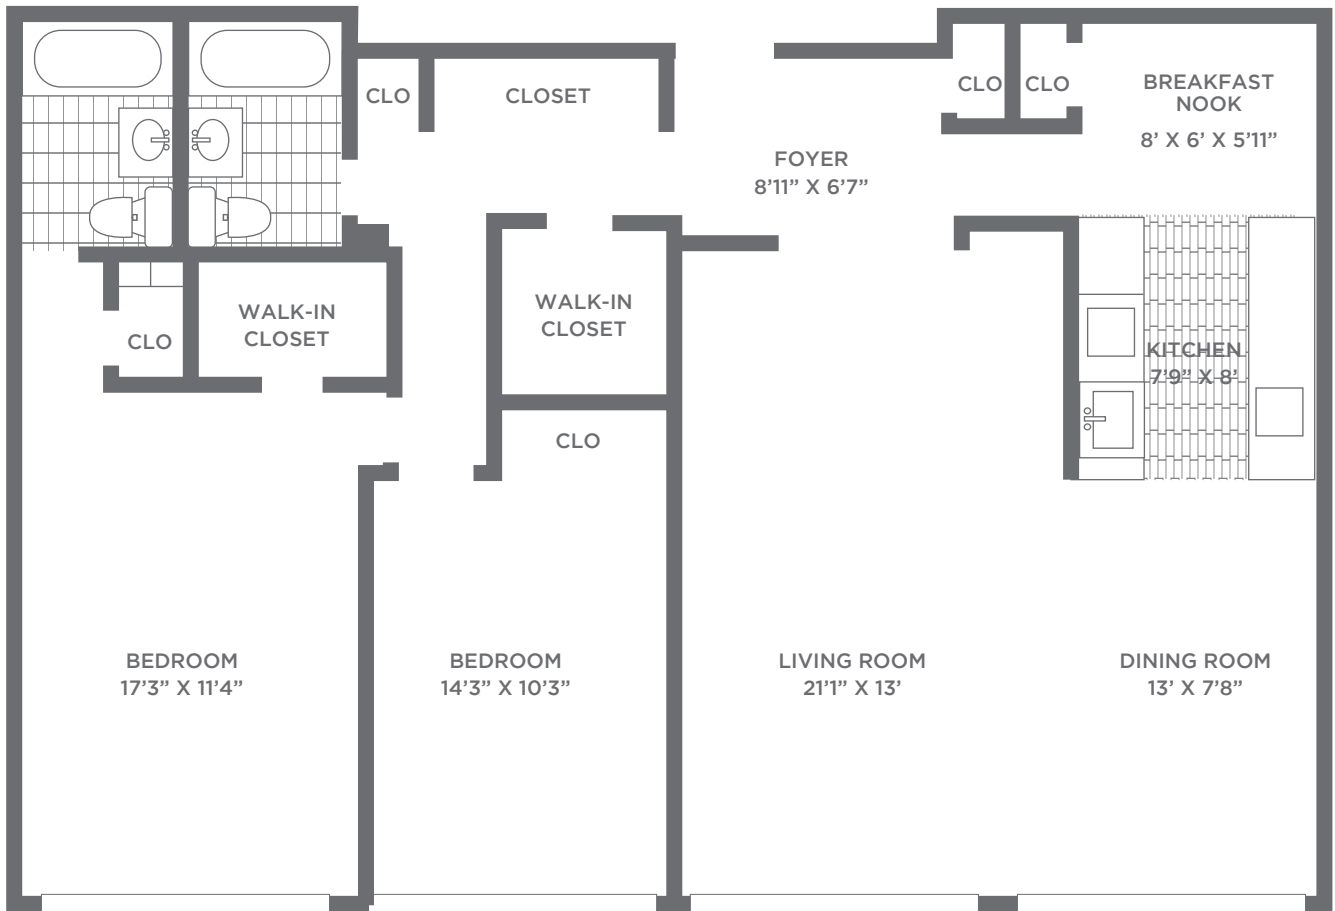 CLO
CLOSET
CLO
CLO
BREAKFAST
NOOK
8’ X 6’ X 5’11”
FOYER
8’11” X 6’7”
WALK-IN
CLOSET
WALK-IN
CLOSET
CLO
KITCHEN
7’9” X 8’
CLO
BEDROOM
17’3” X 11’4”
BEDROOM
14’3” X 10’3”
LIVING ROOM
21’1” X 13’
DINING ROOM
13’ X 7’8”